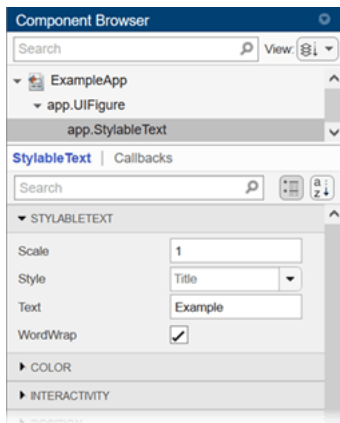 Component Browser
Search View:
ExampleApp
app.UIFigure
app.StylableText
StylableText | Callbacks
Search
STYLABLETEXT
Scale 1
Style Title
Text Example
WordWrap
COLOR
INTERACTIVITY
POSITION